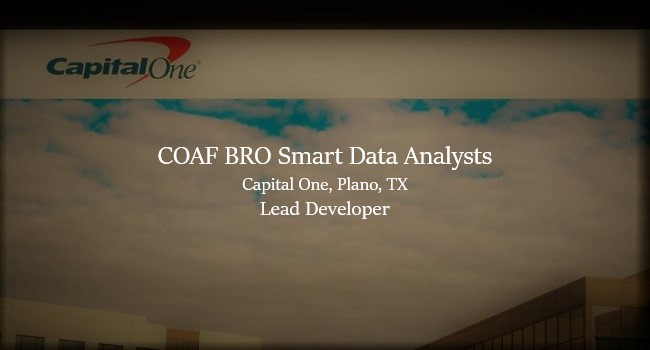 Capital One®
COAF BRO Smart Data Analysts
Capital One, Plano, TX
Lead Developer